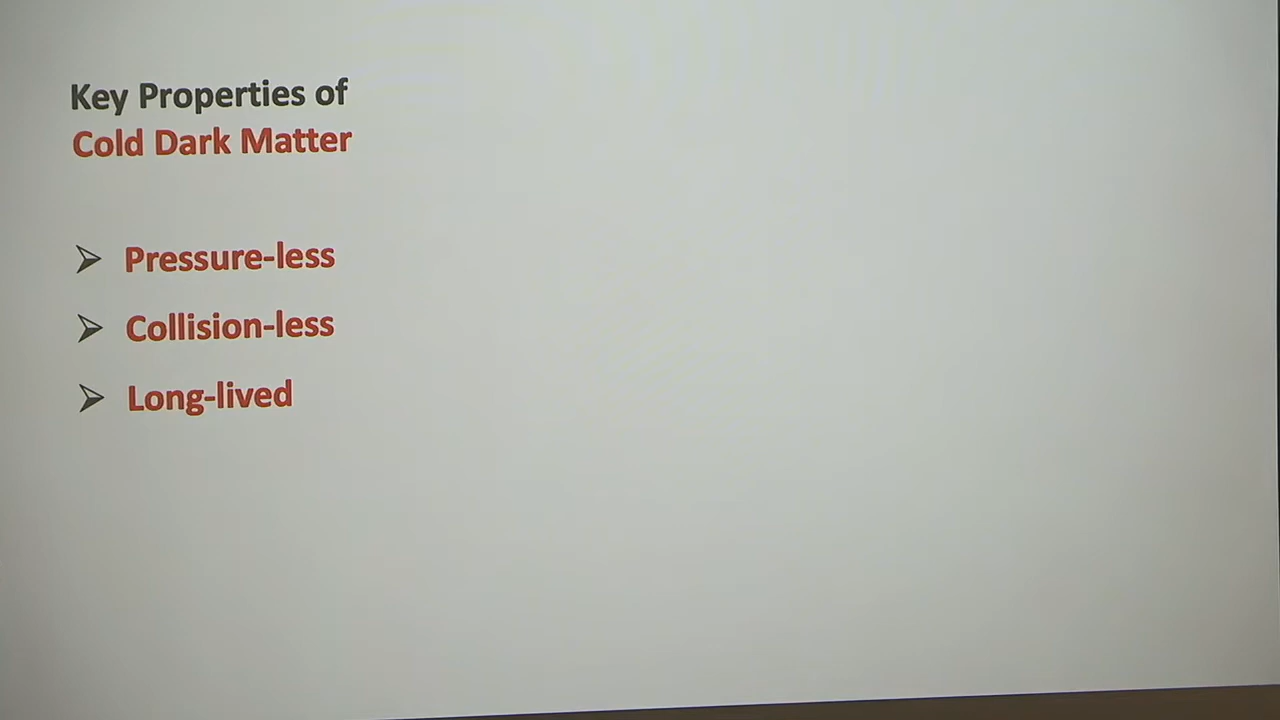 Key Properties of
Cold Dark Matter
➢ Pressure-less
➢ Collision-less
➢ Long-lived